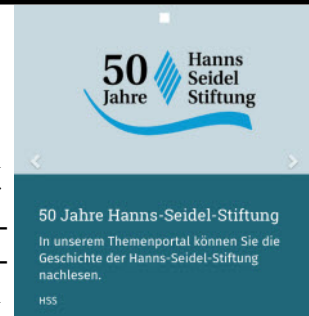 50 Jahre
Hanns
Seidel
Stiftung
50 Jahre Hanns-Seidel-Stiftung
In unserem Themenportal können Sie die
Geschichte der Hanns-Seidel-Stiftung
nachlesen.
HSS